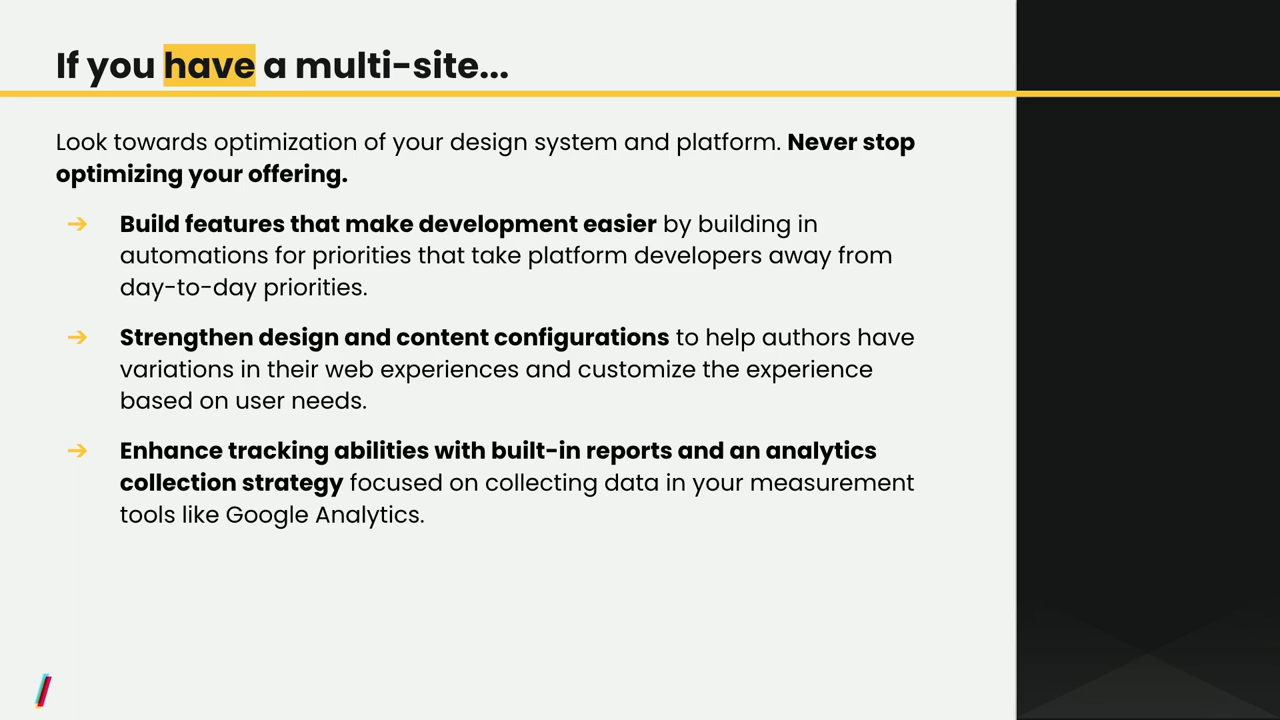 If you have a multi-site...
Look towards optimization of your design system and platform. Never stop
optimizing your offering.
➔ Build features that make development easier by building in
automations for priorities that take platform developers away from
day-to-day priorities.
➔ Strengthen design and content configurations to help authors have
variations in their web experiences and customize the experience
based on user needs.
➔ Enhance tracking abilities with built-in reports and an analytics
collection strategy focused on collecting data in your measurement
tools like Google Analytics.